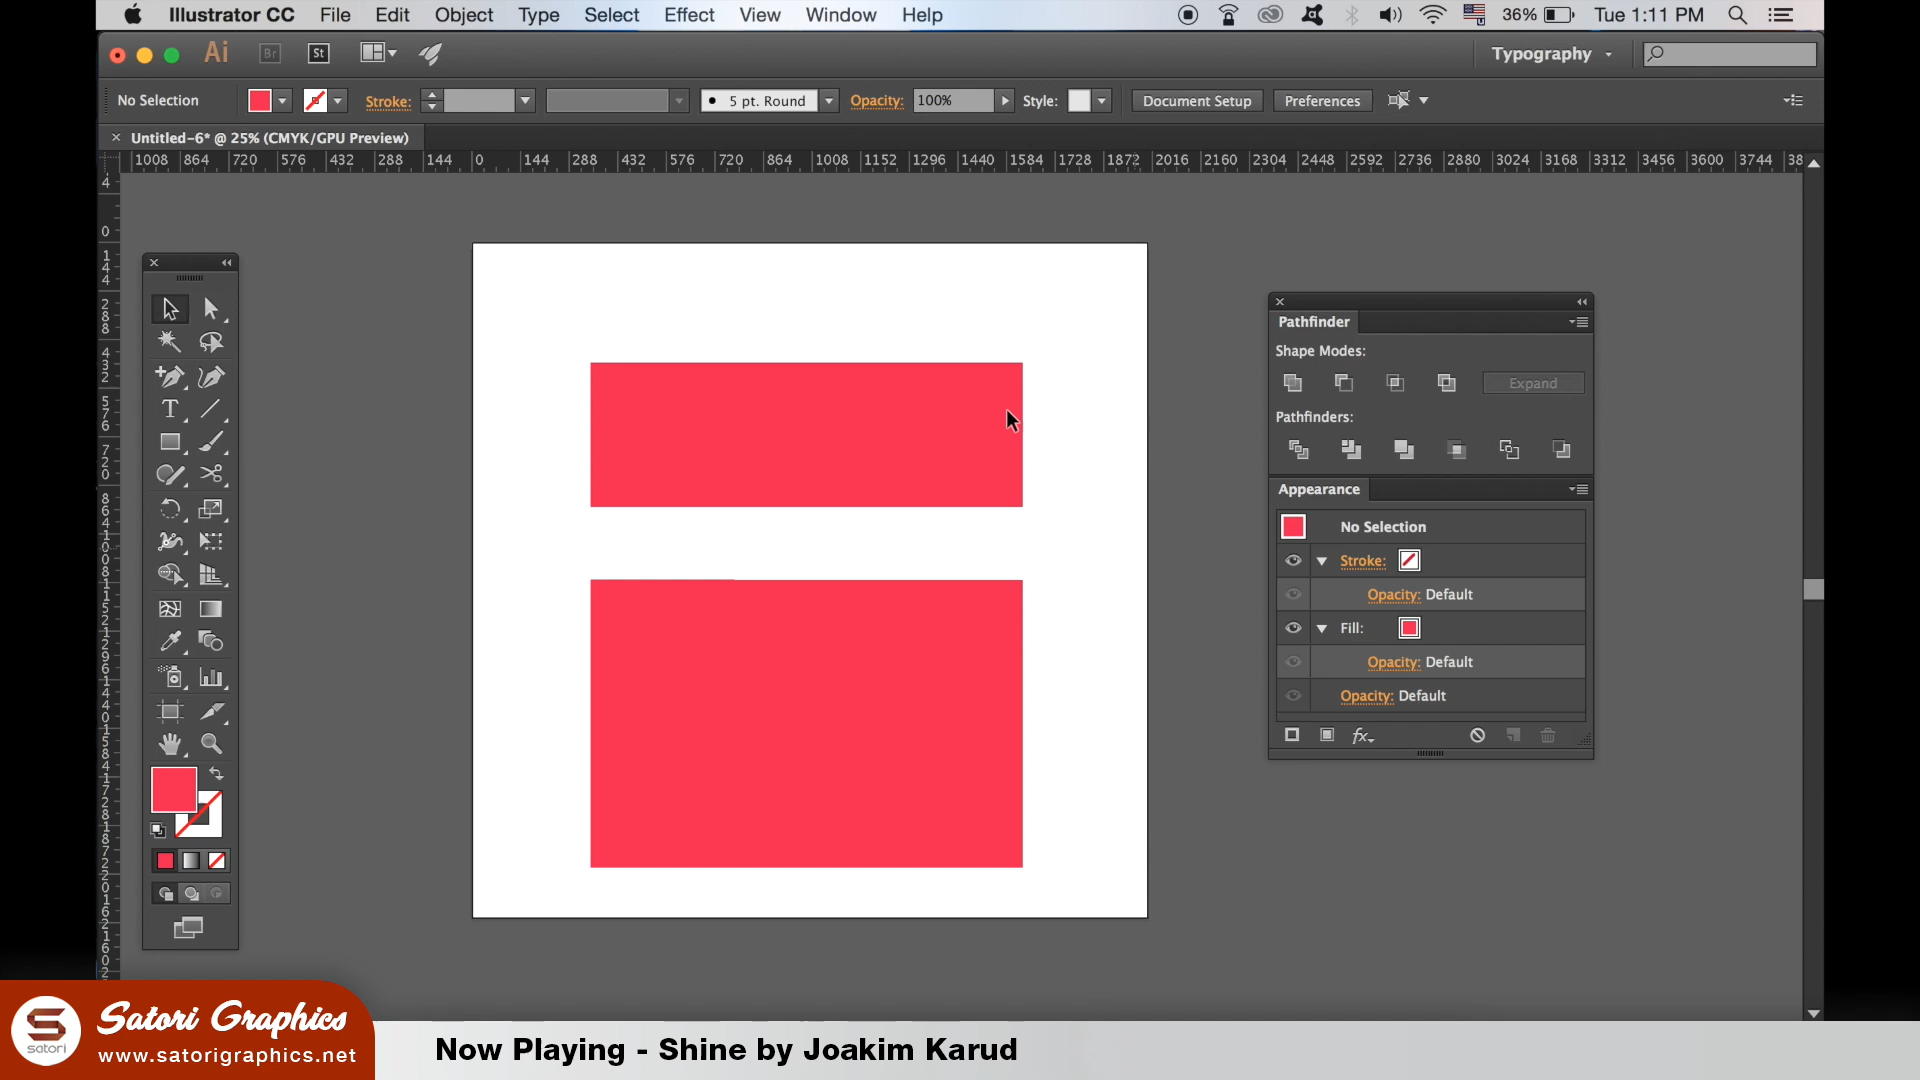 Illustrator CC File Edit Object Type Select Effect View Window Help 36% Tue 1:11 PM
Ai Br St Typography
No Selection Stroke: 5 pt. Round Opacity: 100% Style: Document Setup Preferences
× Untitled-6* @ 25% (CMYK/GPU Preview)
1008 864 720 576 432 288 144 0 144 288 432 576 720 864 1008 1152 1296 1440 1584 1728 1872 2016 2160 2304 2448 2592 2736 2880 3024 3168 3312 3456 3600 3744 38
Pathfinder
Shape Modes:
Expand
Pathfinders:
Appearance
No Selection
Stroke:
Opacity: Default
Fill:
Opacity: Default
Opacity: Default
fx
T
Satori Graphics
satori
www.satorigraphics.net
Now Playing - Shine by Joakim Karud